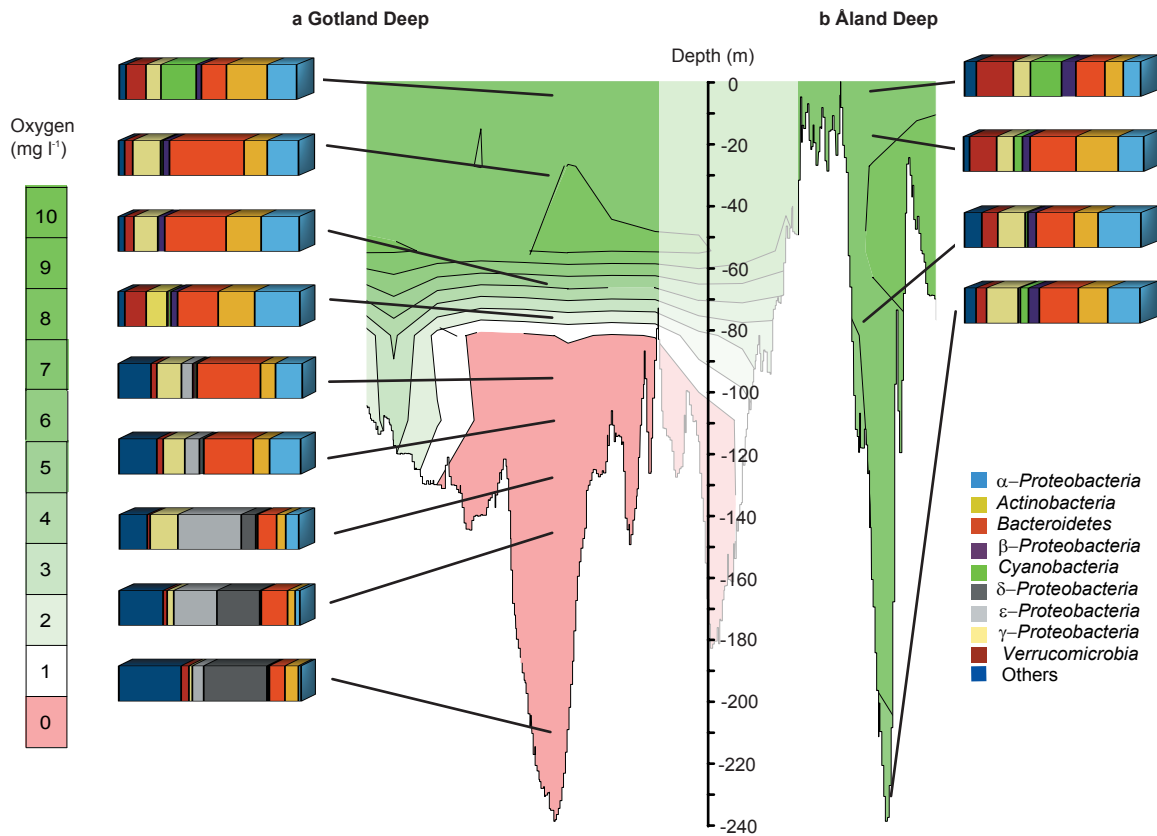 a Gotland Deep
b Åland Deep
Depth (m)
Oxygen
(mg l⁻¹)
10
9
8
7
6
5
4
3
2
1
0
0
-20
-40
-60
-80
-100
-120
-140
-160
-180
-200
-220
-240
α–Proteobacteria
Actinobacteria
Bacteroidetes
β–Proteobacteria
Cyanobacteria
δ–Proteobacteria
ε–Proteobacteria
γ–Proteobacteria
Verrucomicrobia
Others